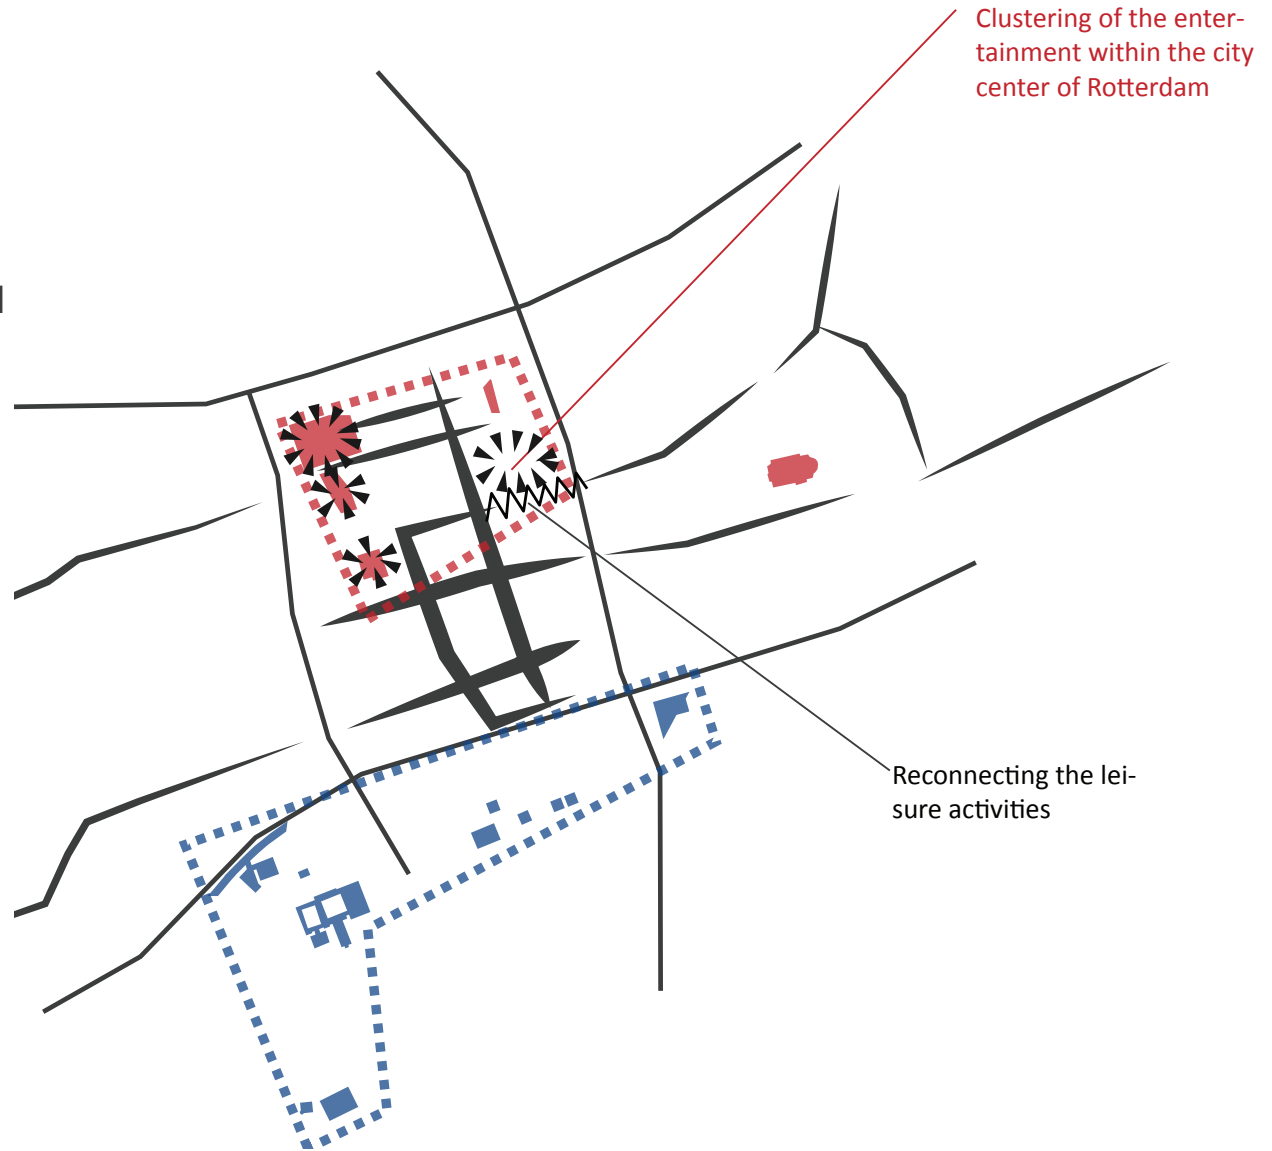 Clustering of the enter-
tainment within the city
center of Rotterdam
Reconnecting the lei-
sure activities